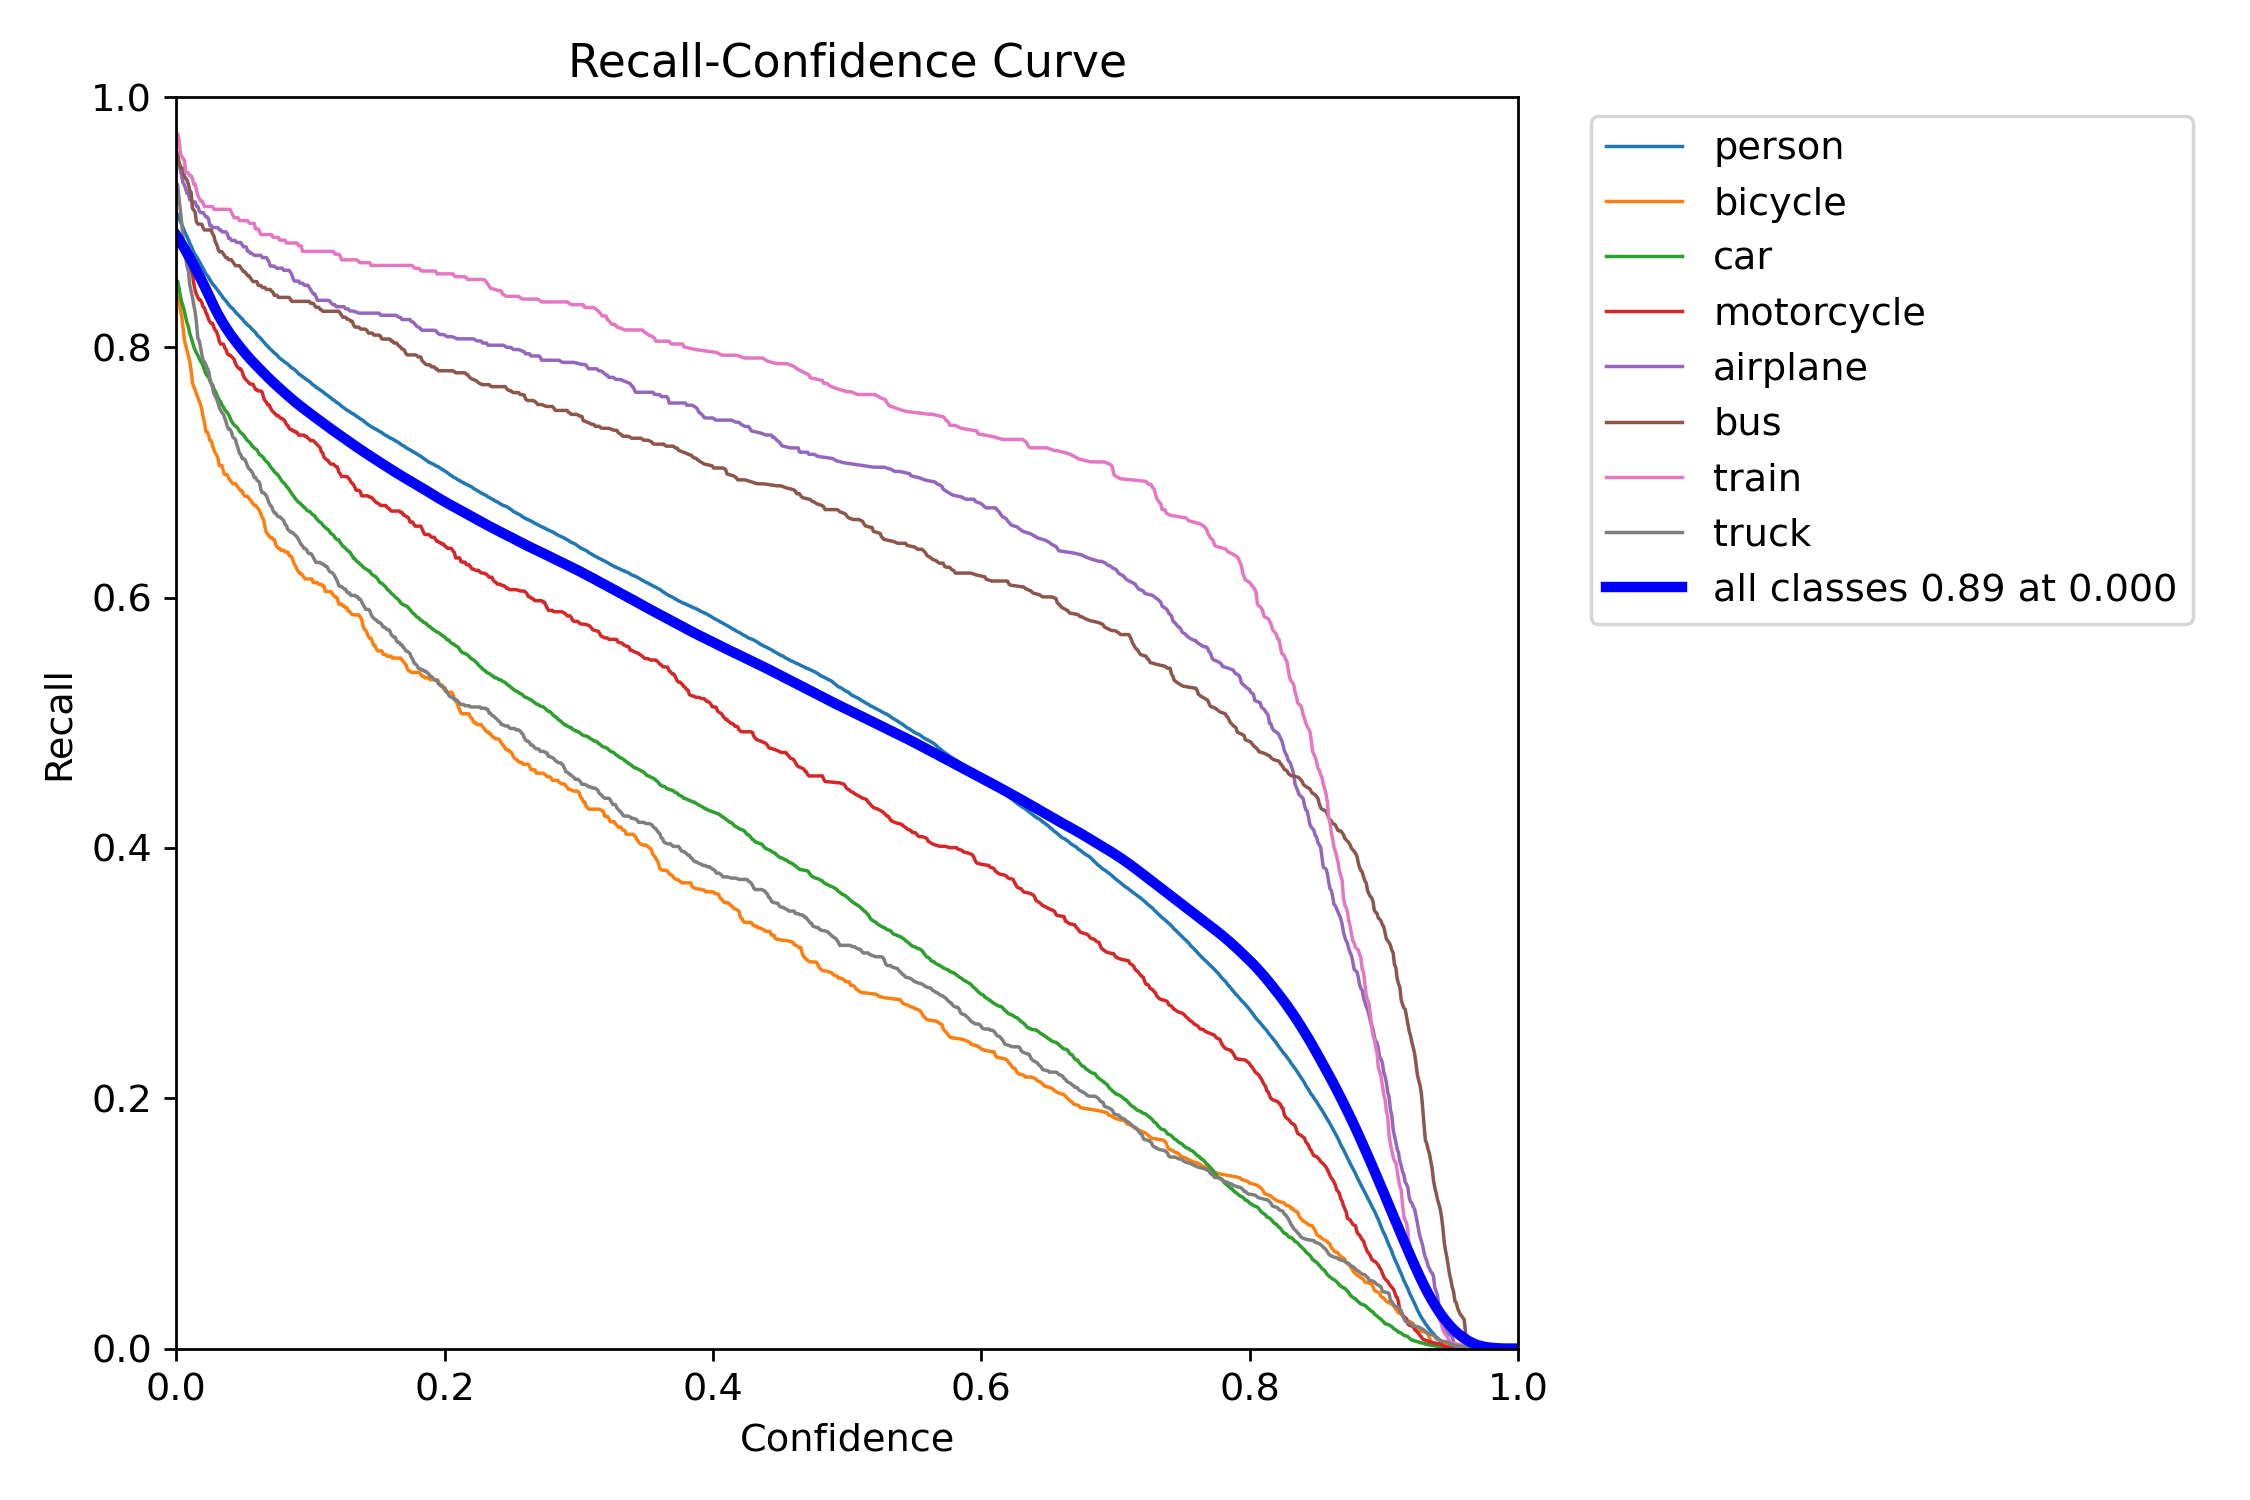 Recall-Confidence Curve
1.0
0.8
0.6
0.4
0.2
0.0
Recall
0.0 0.2 0.4 0.6 0.8 1.0
Confidence
person
bicycle
car
motorcycle
airplane
bus
train
truck
all classes 0.89 at 0.000